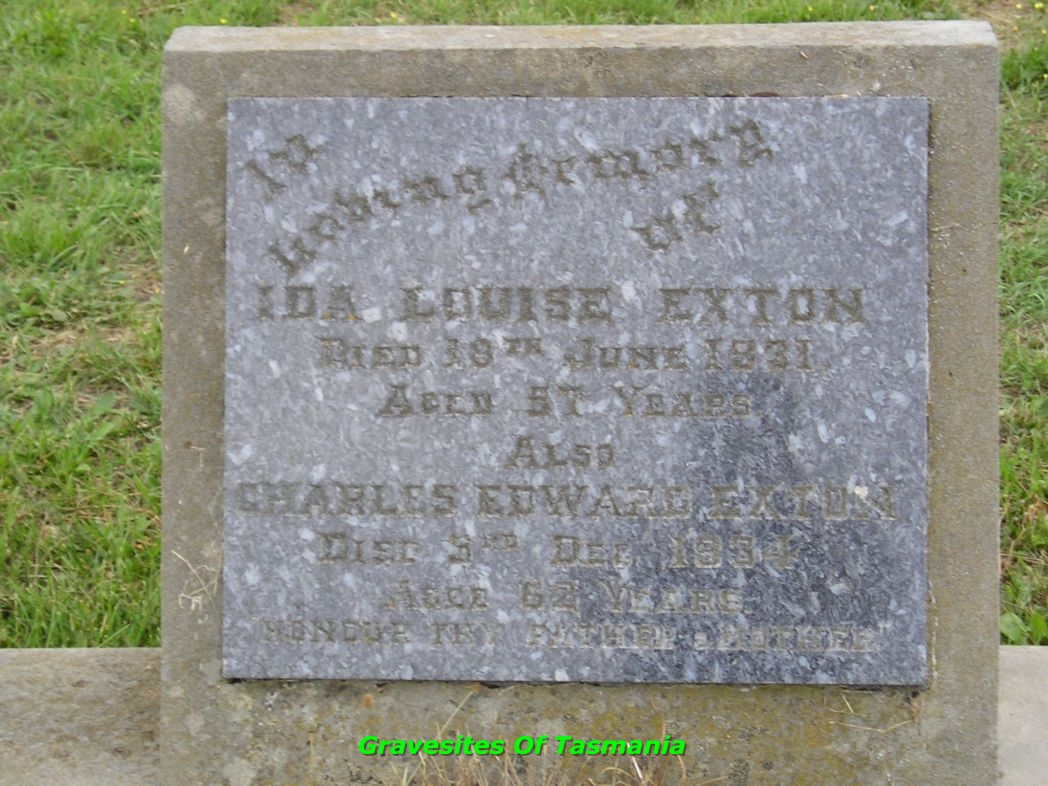 In
Loving Memory
of
IDA LOUISE EXTON
DIED 19TH JUNE 1931.
AGED 57 YEARS.
ALSO
CHARLES EDWARD EXTON
DIED 3RD DEC. 1934
AGED 62 YEARS.
"HONOUR THY FATHER & MOTHER"
Gravesites Of Tasmania